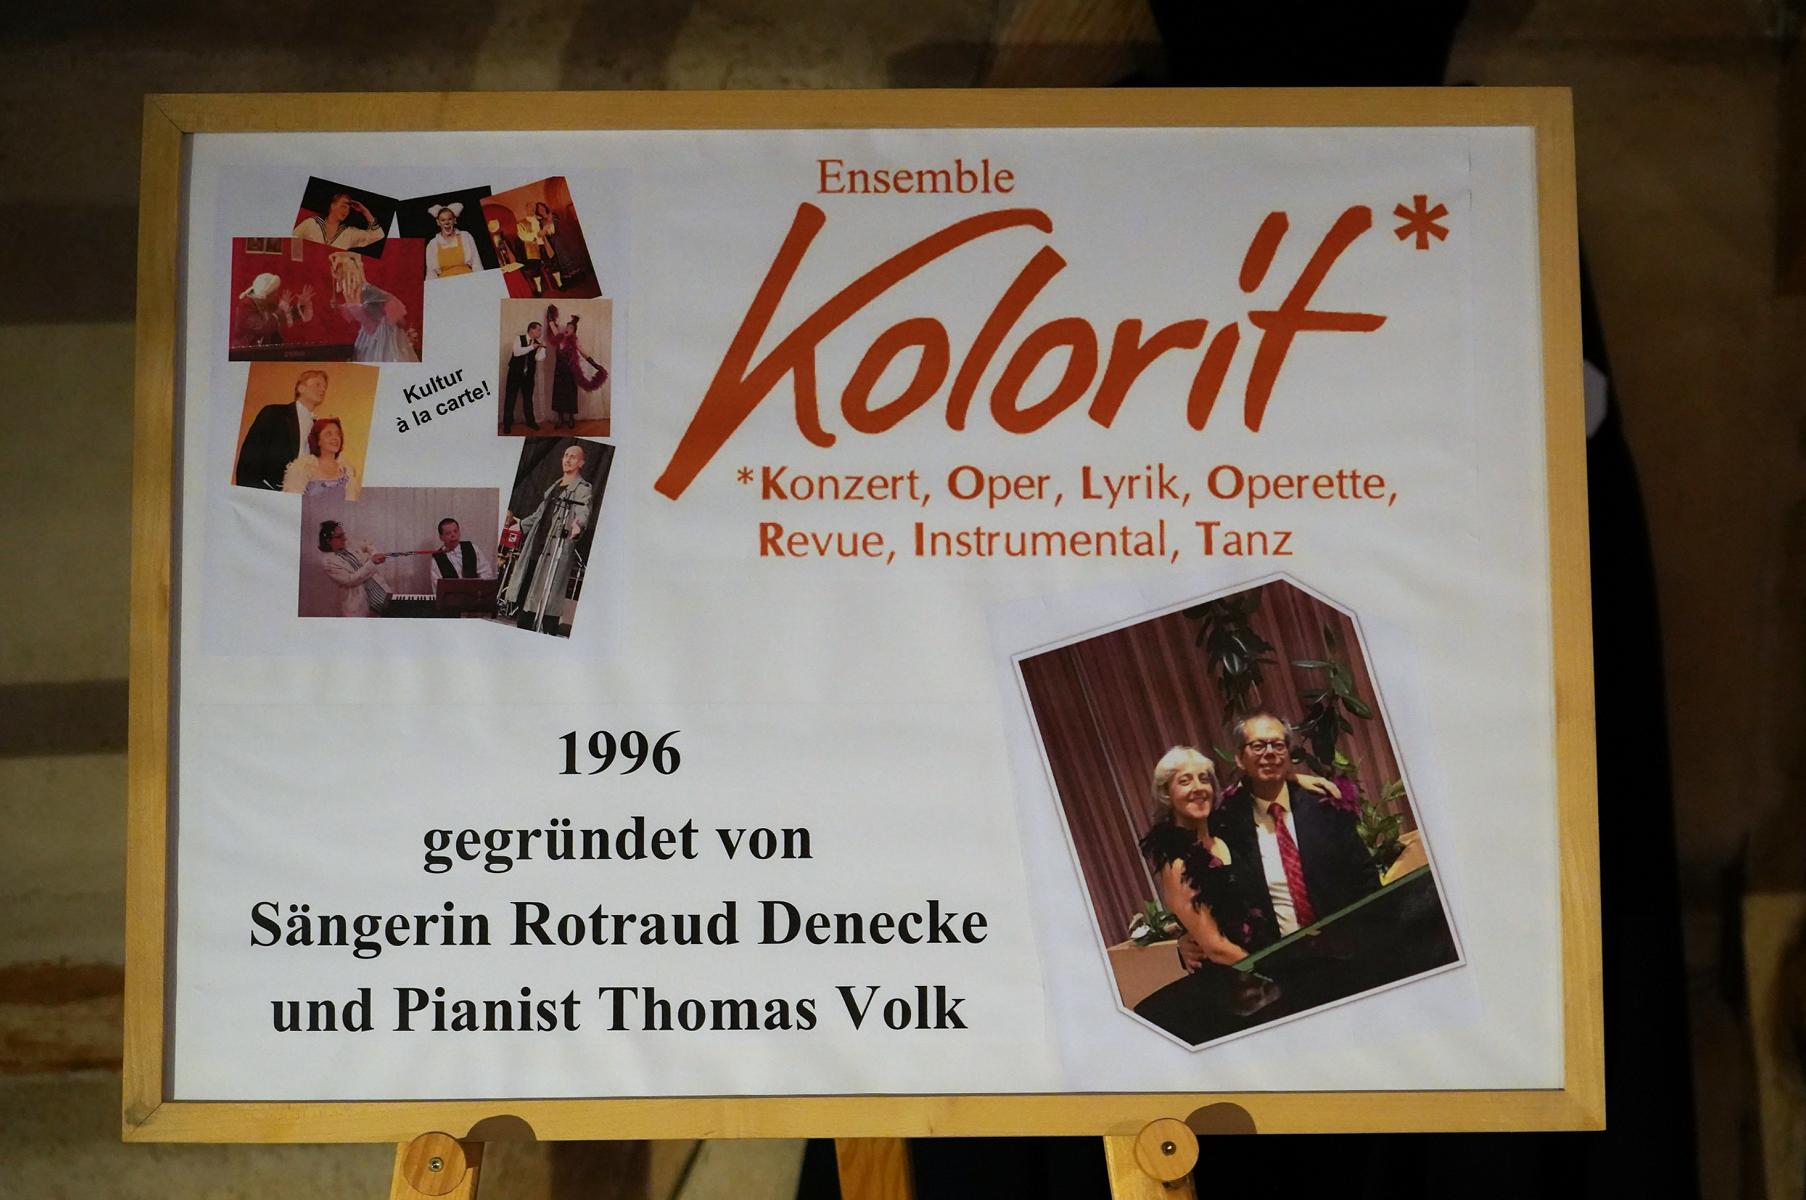 Ensemble
Kolorit*
*Konzert, Oper, Lyrik, Operette,
Revue, Instrumental, Tanz
Kultur
à la carte!
1996
gegründet von
Sängerin Rotraud Denecke
und Pianist Thomas Volk